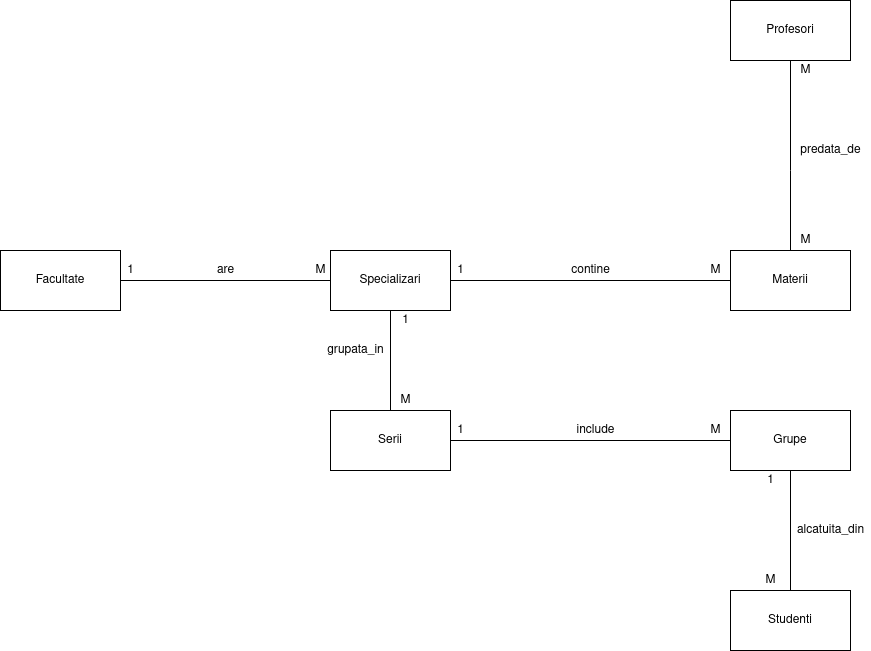 Profesori
M
predata_de
M
Facultate
1
are
M
Specializari
1
contine
M
Materii
1
grupata_in
M
Serii
1
include
M
Grupe
1
alcatuita_din
M
Studenti